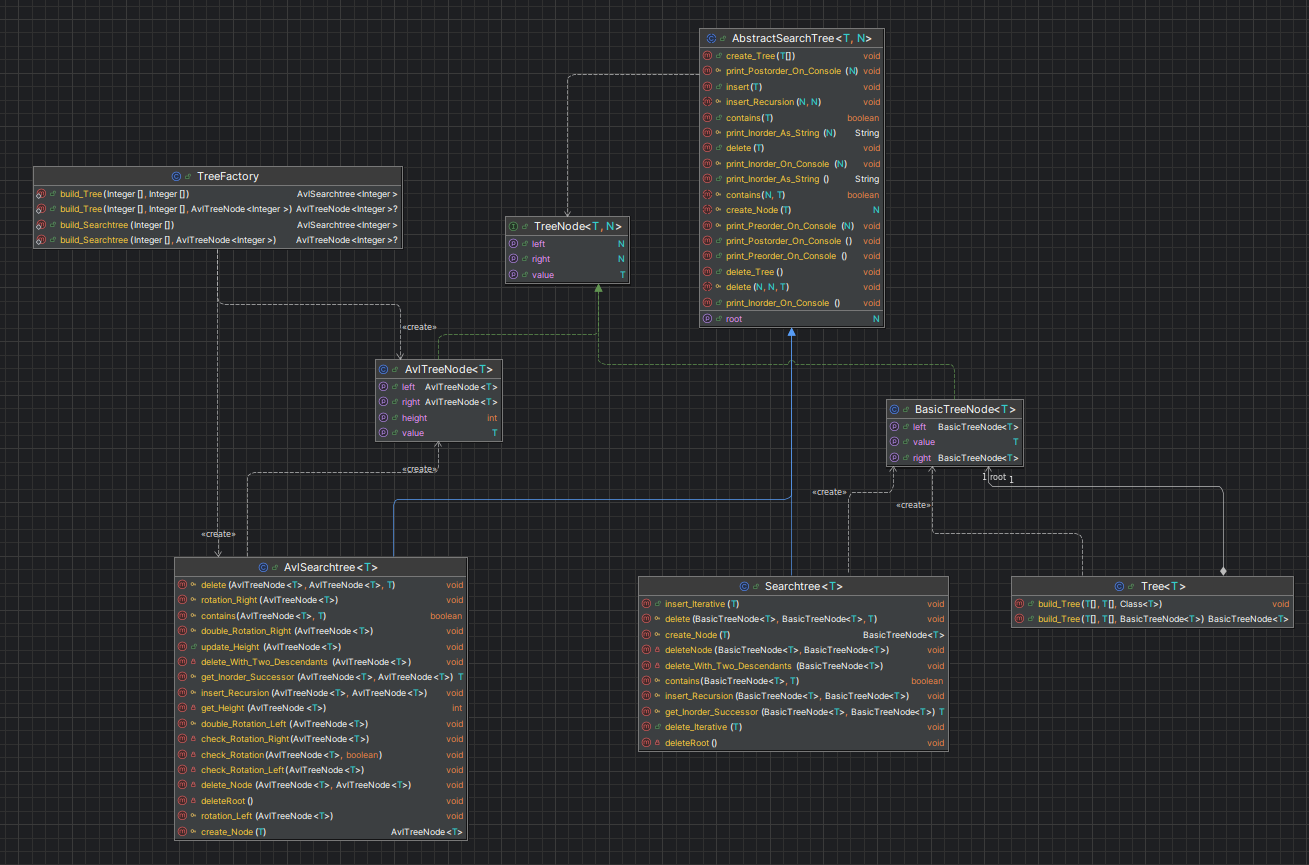 AbstractSearchTree<T, N>
create_Tree(T[]) void
print_Postorder_On_Console (N) void
insert(T) void
insert_Recursion(N, N) void
contains(T) boolean
print_Inorder_As_String (N) String
delete (T) void
print_Inorder_On_Console (N) void
print_Inorder_As_String () String
contains(N, T) boolean
create_Node (T) N
print_Preorder_On_Console (N) void
print_Postorder_On_Console () void
print_Preorder_On_Console () void
delete_Tree () void
delete (N, N, T) void
print_Inorder_On_Console () void
root N
TreeFactory
build_Tree(Integer [], Integer []) AvlSearchtree<Integer >
build_Tree(Integer [], Integer [], AvlTreeNode<Integer >) AvlTreeNode<Integer >?
build_Searchtree (Integer []) AvlSearchtree<Integer >
build_Searchtree (Integer [], AvlTreeNode<Integer >) AvlTreeNode<Integer >?
TreeNode<T, N>
left N
right N
value T
«create»
AvlTreeNode<T>
left AvlTreeNode<T>
right AvlTreeNode<T>
height int
value T
«create»
BasicTreeNode<T>
left BasicTreeNode<T>
value T
right BasicTreeNode<T>
1 root 1
«create»
«create»
«create»
AvlSearchtree<T>
delete (AvlTreeNode<T>, AvlTreeNode<T>, T) void
rotation_Right (AvlTreeNode<T>) void
contains(AvlTreeNode<T>, T) boolean
double_Rotation_Right (AvlTreeNode<T>) void
update_Height (AvlTreeNode<T>) void
delete_With_Two_Descendants (AvlTreeNode<T>) void
get_Inorder_Successor (AvlTreeNode<T>, AvlTreeNode<T>) T
insert_Recursion (AvlTreeNode<T>, AvlTreeNode<T>) void
get_Height (AvlTreeNode<T>) int
double_Rotation_Left (AvlTreeNode<T>) void
check_Rotation_Right(AvlTreeNode<T>) void
check_Rotation(AvlTreeNode<T>, boolean) void
check_Rotation_Left(AvlTreeNode<T>) void
delete_Node (AvlTreeNode<T>, AvlTreeNode<T>) void
deleteRoot () void
rotation_Left (AvlTreeNode<T>) void
create_Node (T) AvlTreeNode<T>
Searchtree<T>
insert_Iterative (T) void
delete (BasicTreeNode<T>, BasicTreeNode<T>, T) void
create_Node (T) BasicTreeNode<T>
deleteNode (BasicTreeNode<T>, BasicTreeNode<T>) void
delete_With_Two_Descendants (BasicTreeNode<T>) void
contains(BasicTreeNode<T>, T) boolean
insert_Recursion (BasicTreeNode<T>, BasicTreeNode<T>) void
get_Inorder_Successor (BasicTreeNode<T>, BasicTreeNode<T>) T
delete_Iterative (T) void
deleteRoot () void
Tree<T>
build_Tree(T[], T[], Class<T>) void
build_Tree(T[], T[], BasicTreeNode<T>) BasicTreeNode<T>